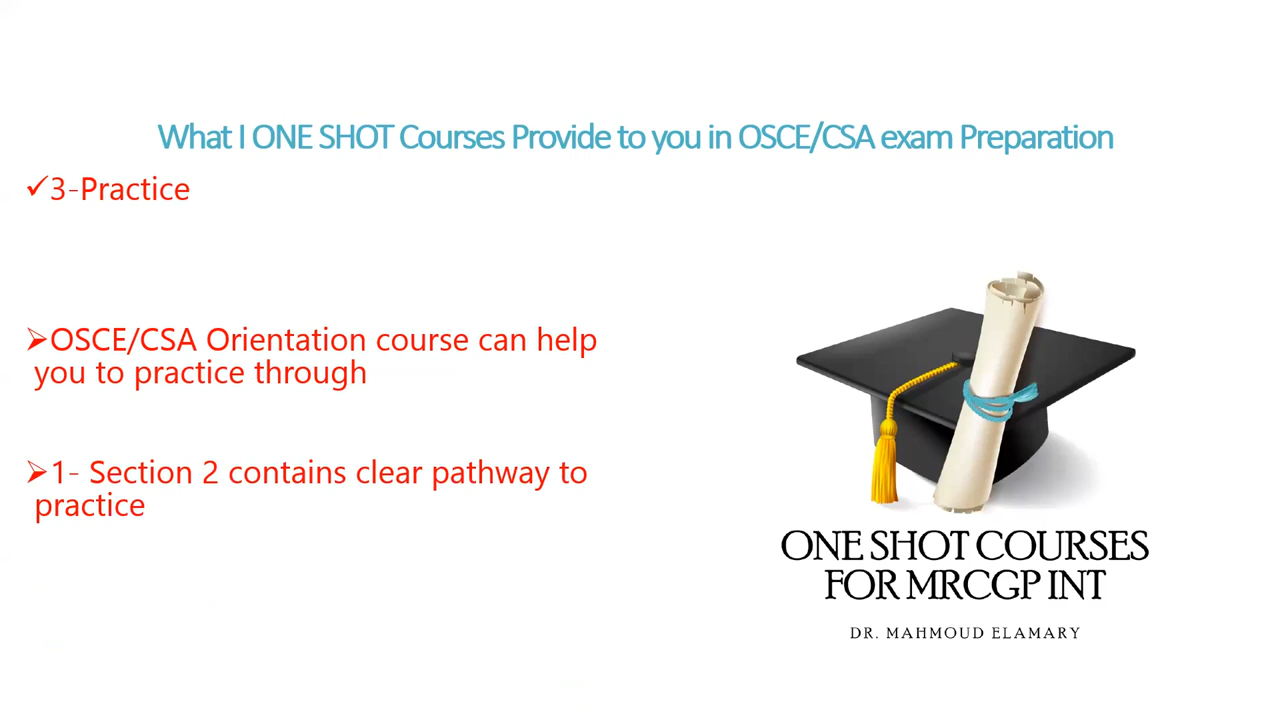 What I ONE SHOT Courses Provide to you in OSCE/CSA exam Preparation
✓3-Practice
➢OSCE/CSA Orientation course can help
you to practice through
➢1- Section 2 contains clear pathway to
practice
ONE SHOT COURSES
FOR MRCGP INT
DR. MAHMOUD ELAMARY